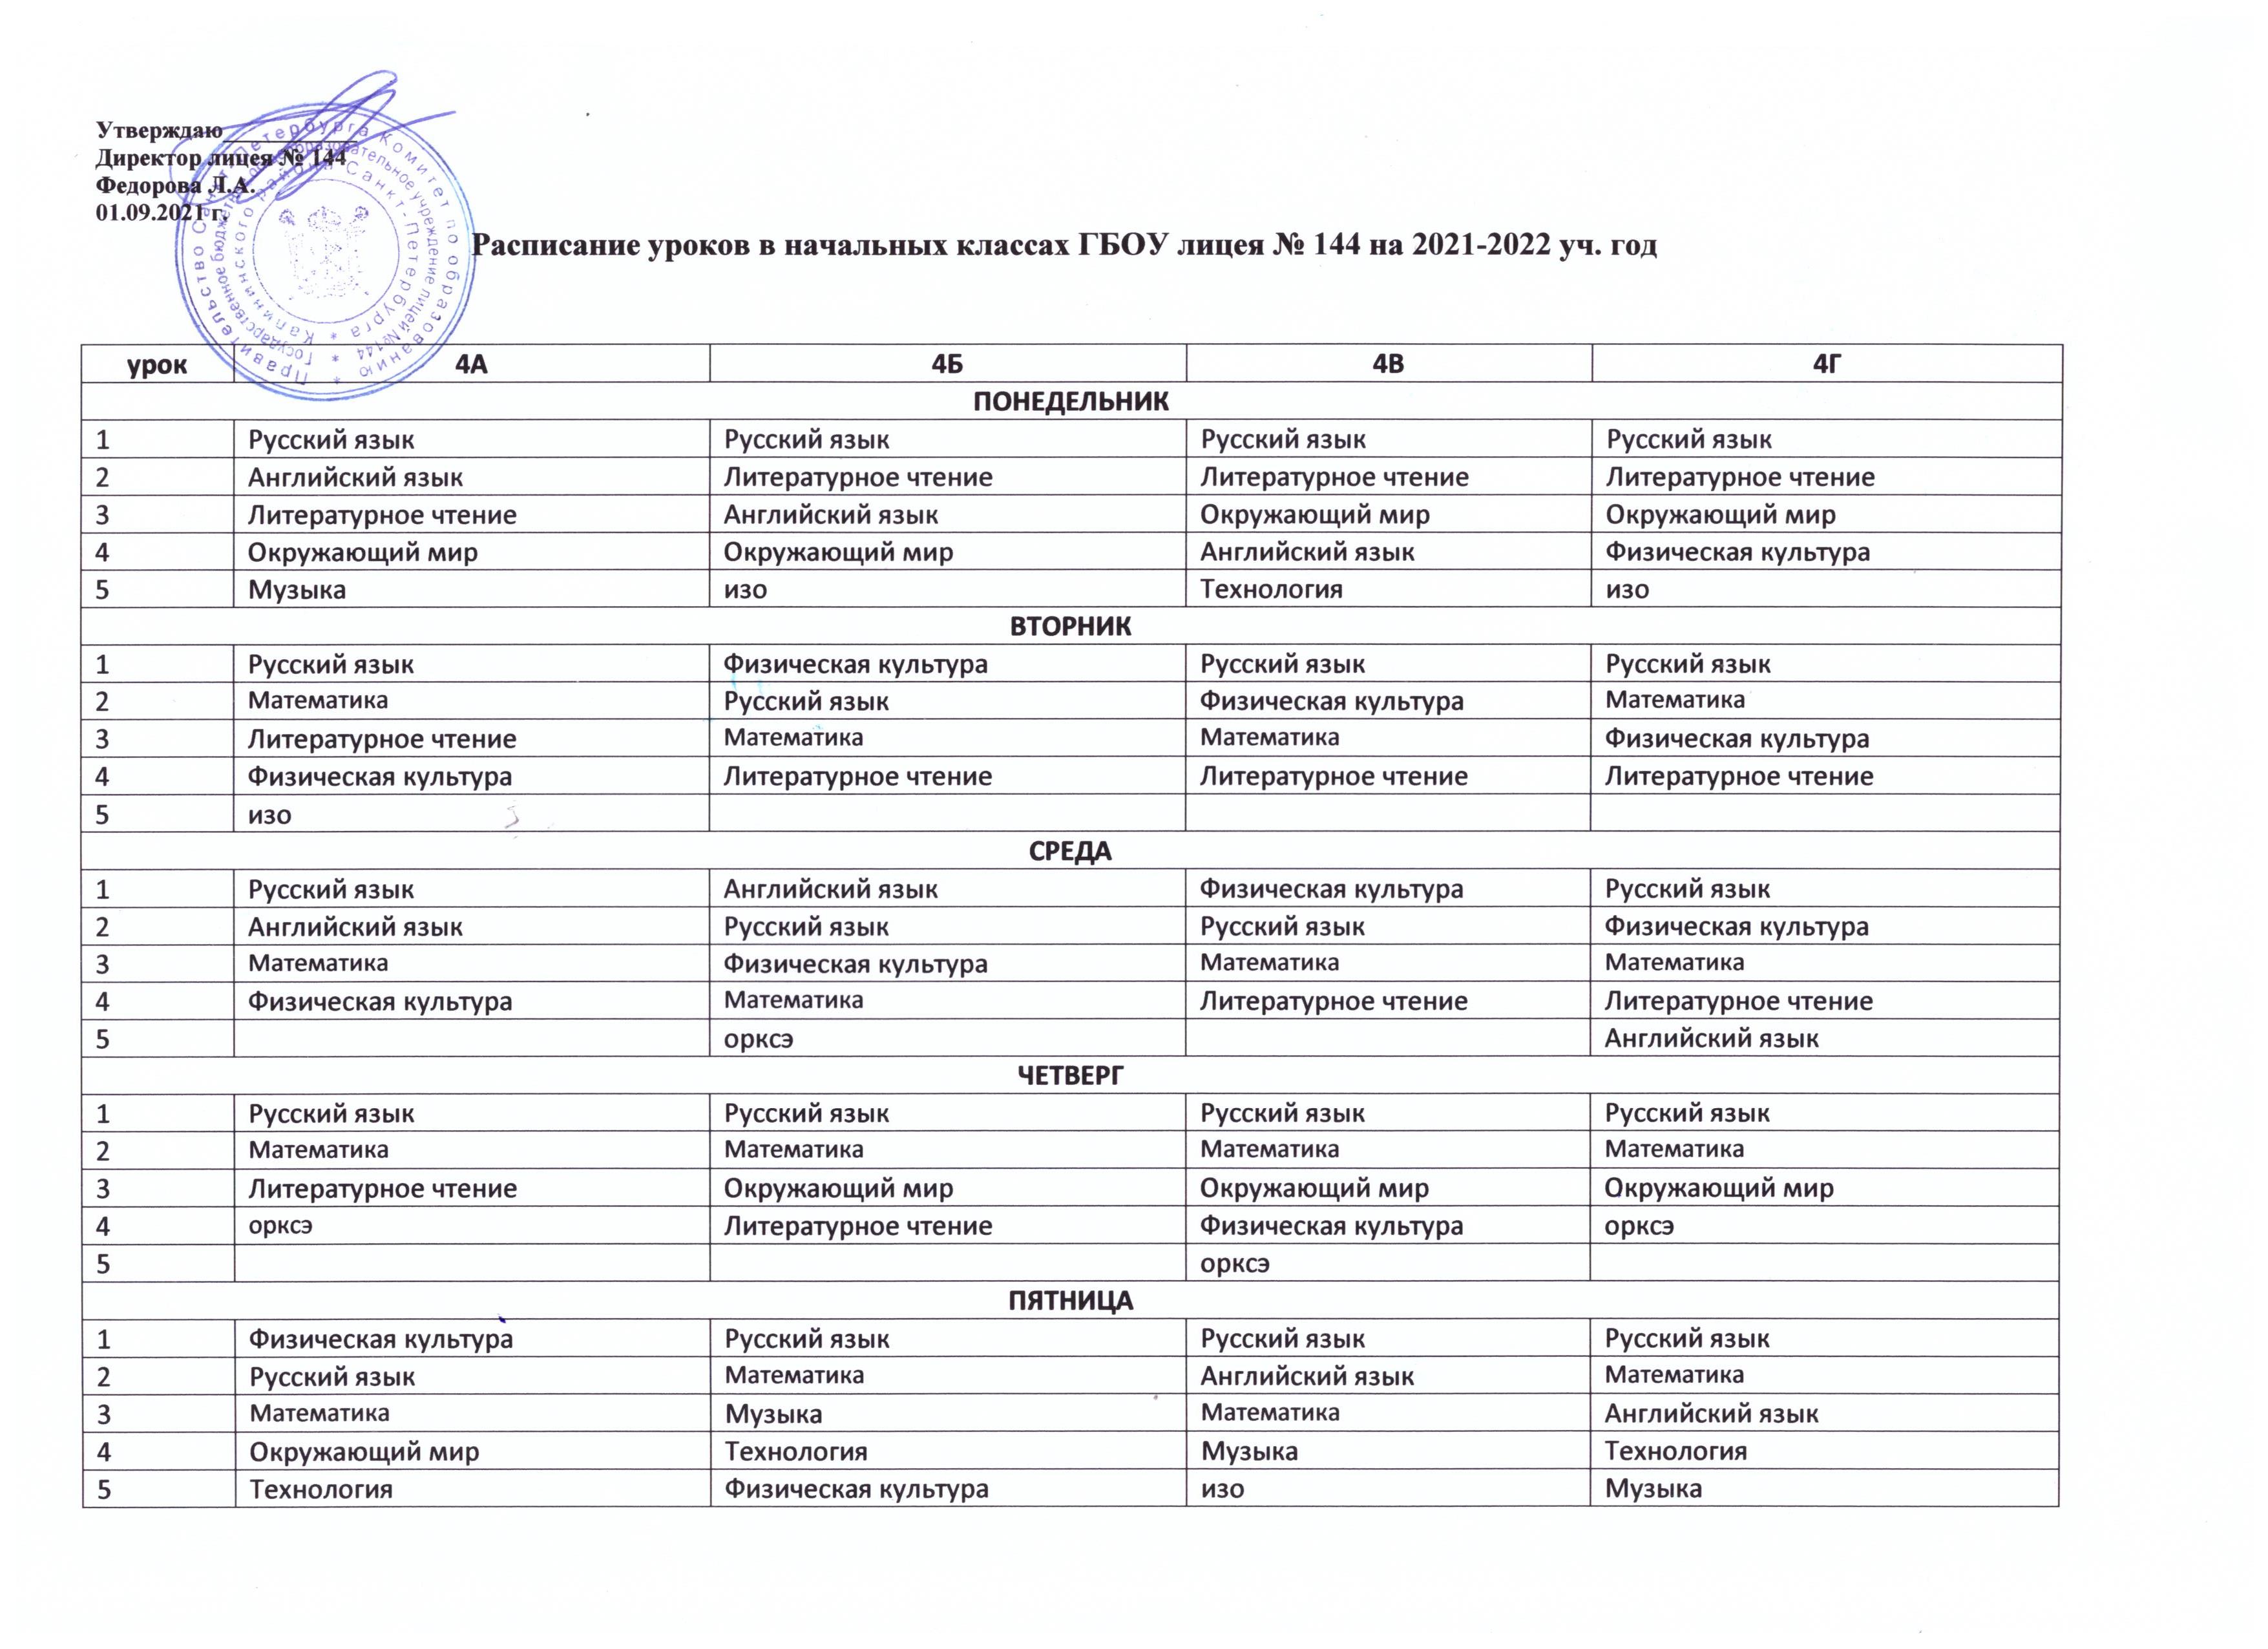 Утверждаю
Директор лицея № 144
Федорова Л.А.
01.09.2021 г.
Правительство Санкт-Петербурга Комитет по образованию *
Государственное бюджетное общеобразовательное учреждение лицей №144 *
Калининского района Санкт-Петербурга *
Расписание уроков в начальных классах ГБОУ лицея № 144 на 2021-2022 уч. год
урок 4А 4Б 4В 4Г
ПОНЕДЕЛЬНИК
1 Русский язык Русский язык Русский язык Русский язык
2 Английский язык Литературное чтение Литературное чтение Литературное чтение
3 Литературное чтение Английский язык Окружающий мир Окружающий мир
4 Окружающий мир Окружающий мир Английский язык Физическая культура
5 Музыка изо Технология изо
ВТОРНИК
1 Русский язык Физическая культура Русский язык Русский язык
2 Математика Русский язык Физическая культура Математика
3 Литературное чтение Математика Математика Физическая культура
4 Физическая культура Литературное чтение Литературное чтение Литературное чтение
5 изо
СРЕДА
1 Русский язык Английский язык Физическая культура Русский язык
2 Английский язык Русский язык Русский язык Физическая культура
3 Математика Физическая культура Математика Математика
4 Физическая культура Математика Литературное чтение Литературное чтение
5 орксэ Английский язык
ЧЕТВЕРГ
1 Русский язык Русский язык Русский язык Русский язык
2 Математика Математика Математика Математика
3 Литературное чтение Окружающий мир Окружающий мир Окружающий мир
4 орксэ Литературное чтение Физическая культура орксэ
5 орксэ
ПЯТНИЦА
1 Физическая культура Русский язык Русский язык Русский язык
2 Русский язык Математика Английский язык Математика
3 Математика Музыка Математика Английский язык
4 Окружающий мир Технология Музыка Технология
5 Технология Физическая культура изо Музыка